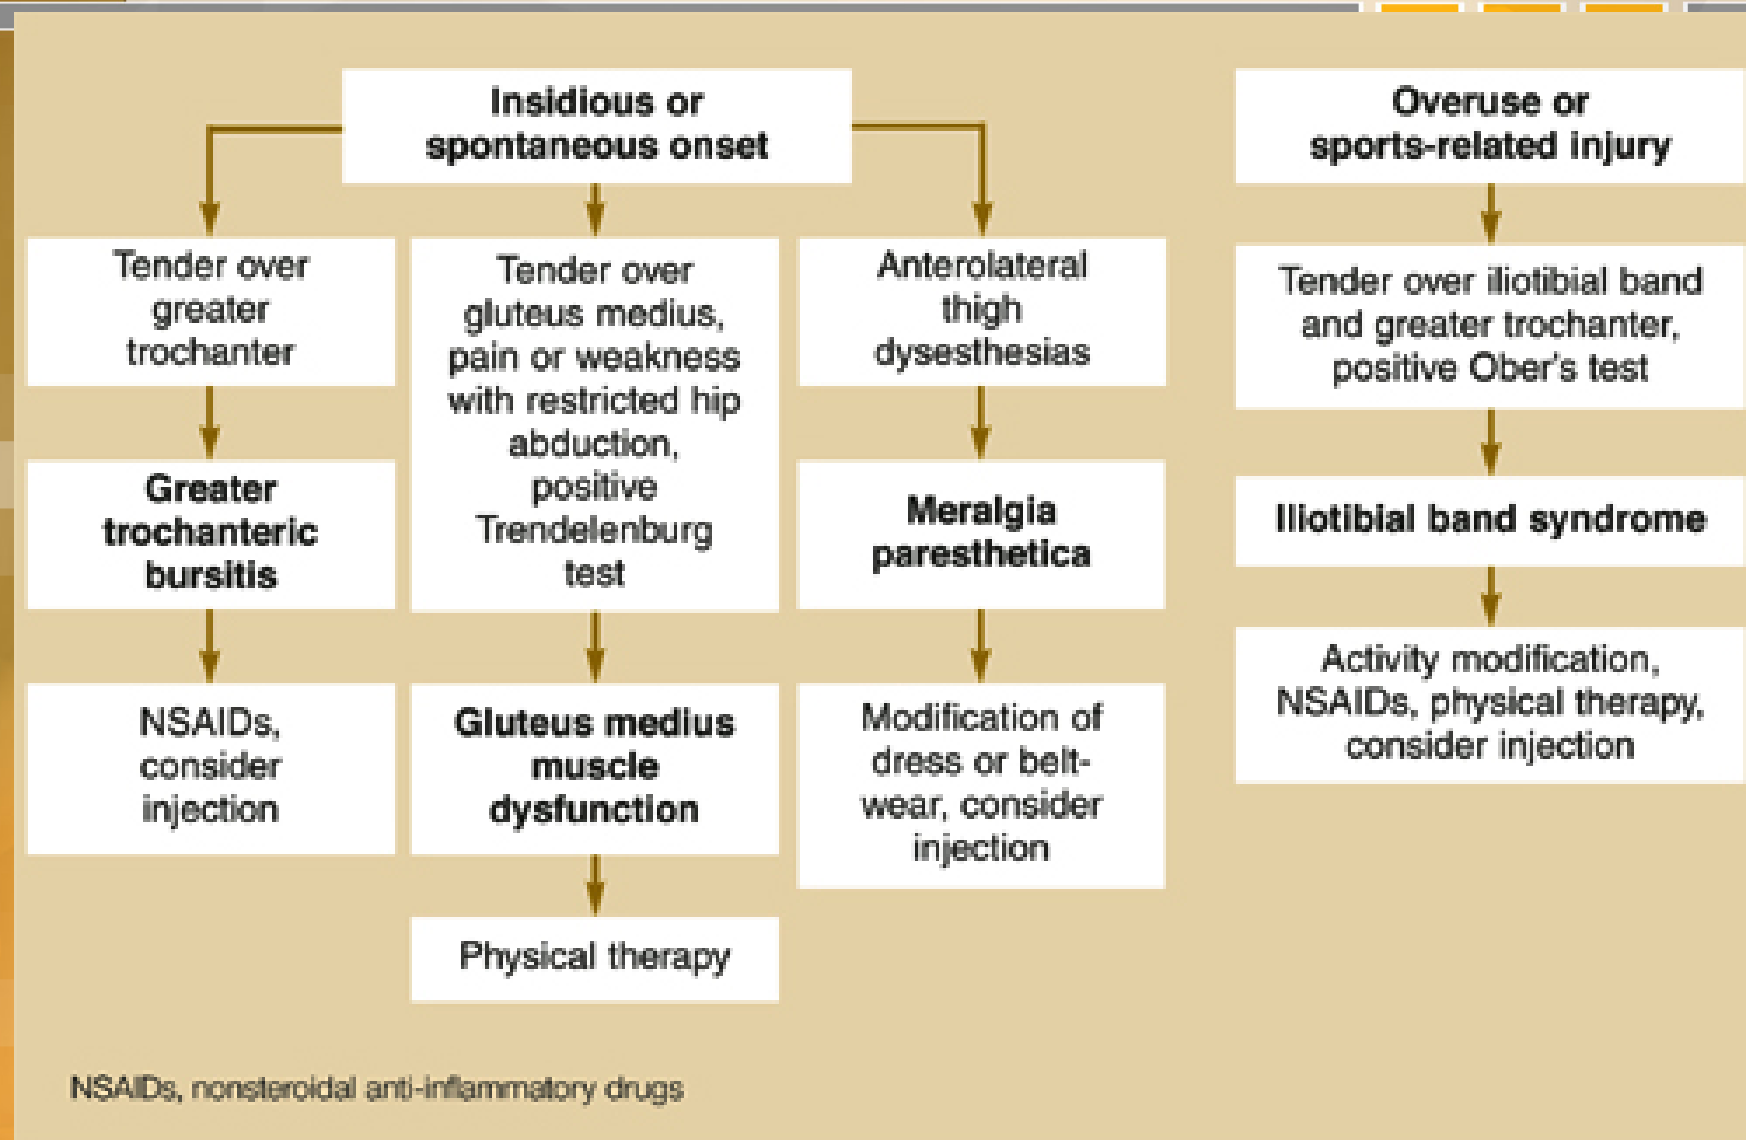 Insidious or
spontaneous onset
Tender over
greater
trochanter
Greater
trochanteric
bursitis
NSAIDs,
consider
injection
Tender over
gluteus medius,
pain or weakness
with restricted hip
abduction,
positive
Trendelenburg
test
Gluteus medius
muscle
dysfunction
Physical therapy
Anterolateral
thigh
dysesthesias
Meralgia
paresthetica
Modification of
dress or belt-
wear, consider
injection
Overuse or
sports-related injury
Tender over iliotibial band
and greater trochanter,
positive Ober's test
Iliotibial band syndrome
Activity modification,
NSAIDs, physical therapy,
consider injection
NSAIDs, nonsteroidal anti-inflammatory drugs